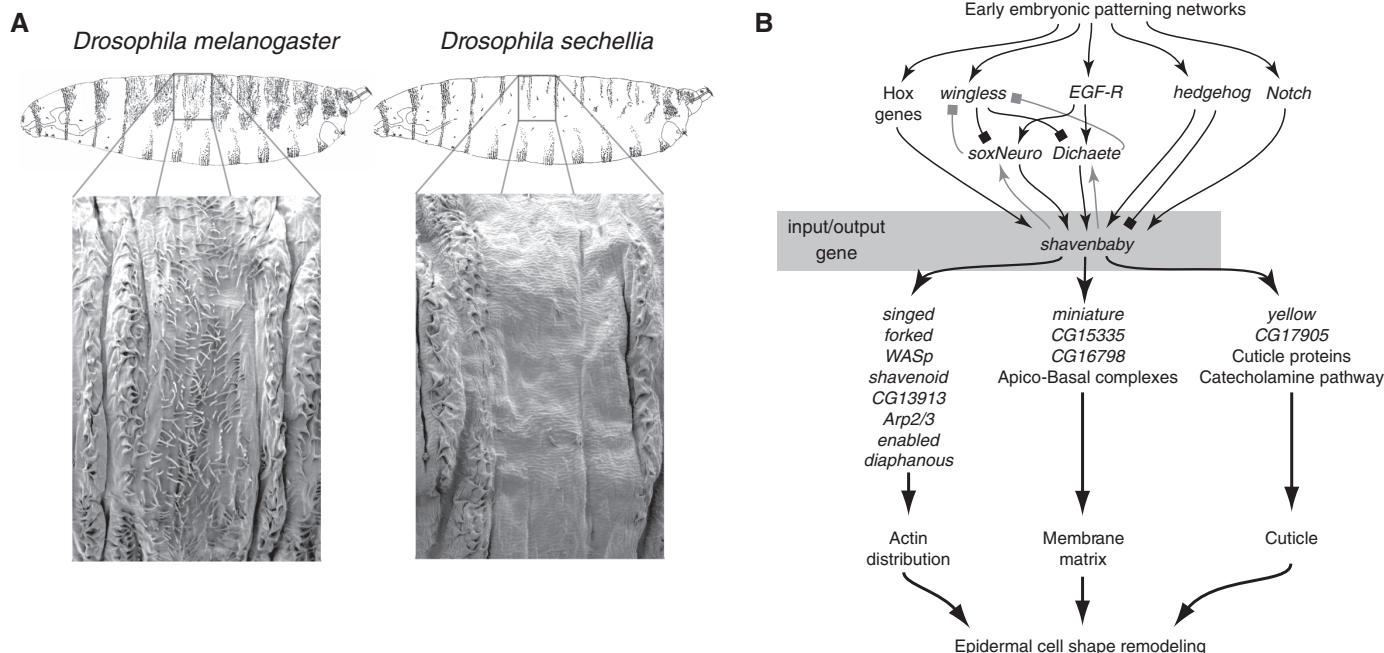 A
Drosophila melanogaster
Drosophila sechellia
B
Early embryonic patterning networks
Hox
genes
wingless
EGF-R
hedgehog
Notch
soxNeuro
Dichaete
input/output
gene
shavenbaby
singed
forked
WASp
shavenoid
CG13913
Arp2/3
enabled
diaphanous
miniature
CG15335
CG16798
Apico-Basal complexes
yellow
CG17905
Cuticle proteins
Catecholamine pathway
Actin
distribution
Membrane
matrix
Cuticle
Epidermal cell shape remodeling